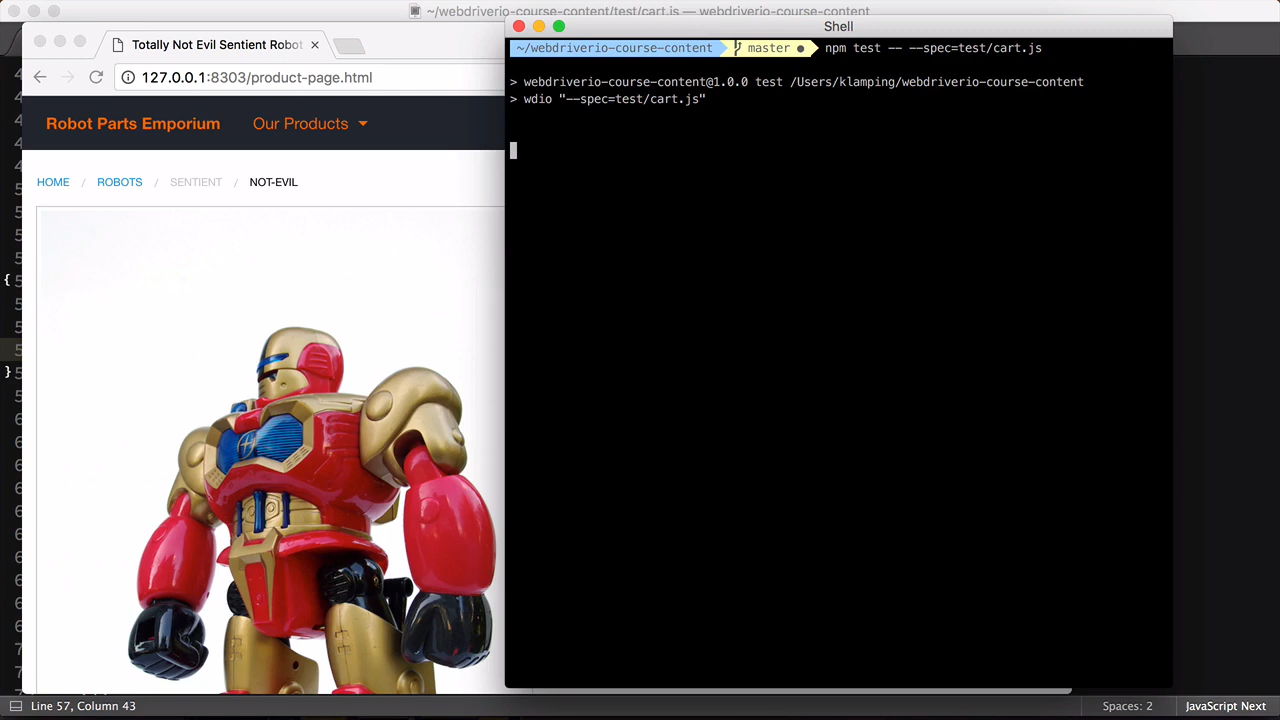 ~/webdriverio-course-content/test/cart.js — webdriverio-course-content
Totally Not Evil Sentient Robot
127.0.0.1:8303/product-page.html
Robot Parts Emporium Our Products
HOME / ROBOTS / SENTIENT / NOT-EVIL
Shell
~/webdriverio-course-content master ● npm test -- --spec=test/cart.js
> webdriverio-course-content@1.0.0 test /Users/klamping/webdriverio-course-content
> wdio "--spec=test/cart.js"
{
}
Line 57, Column 43
Spaces: 2
JavaScript Next